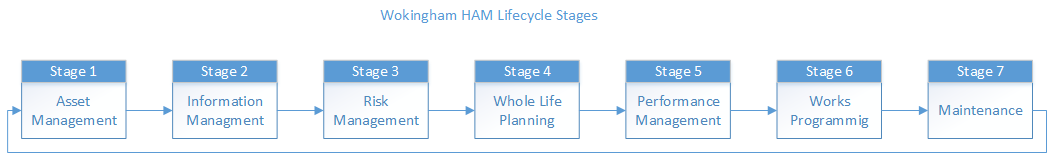 Wokingham HAM Lifecycle Stages
Stage 1
Asset
Management
Stage 2
Information
Managment
Stage 3
Risk
Management
Stage 4
Whole Life
Planning
Stage 5
Performance
Management
Stage 6
Works
Programmig
Stage 7
Maintenance